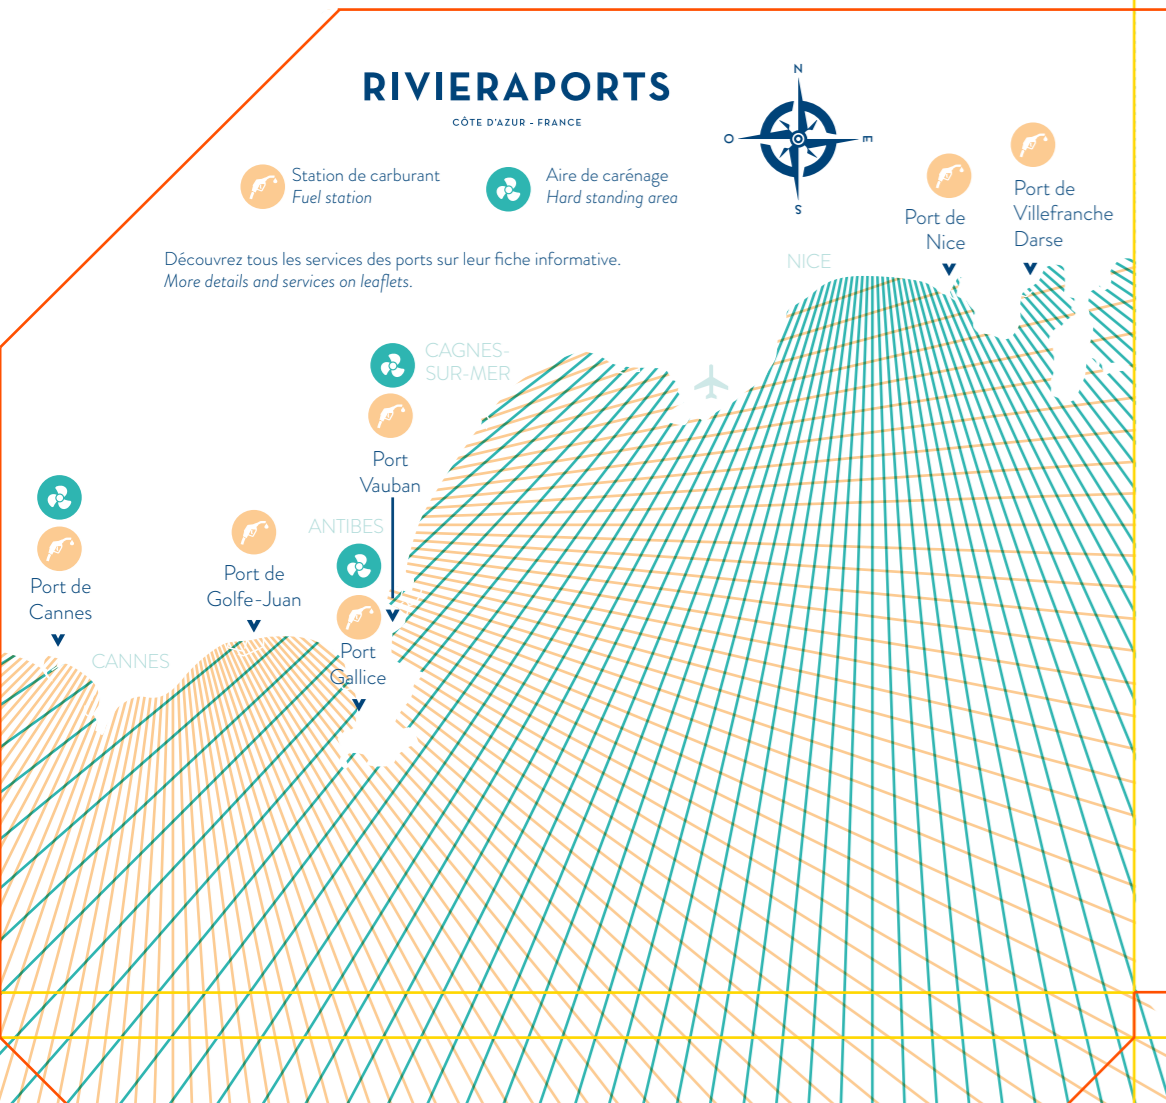 RIVIERAPORTS
CÔTE D'AZUR - FRANCE
N
O
E
S
Station de carburant
Fuel station
Aire de carénage
Hard standing area
Découvrez tous les services des ports sur leur fiche informative.
More details and services on leaflets.
Port de
Nice
Port de
Villefranche
Darse
NICE
CAGNES-
SUR-MER
Port
Vauban
ANTIBES
Port de
Cannes
Port de
Golfe-Juan
Port
Gallice
CANNES